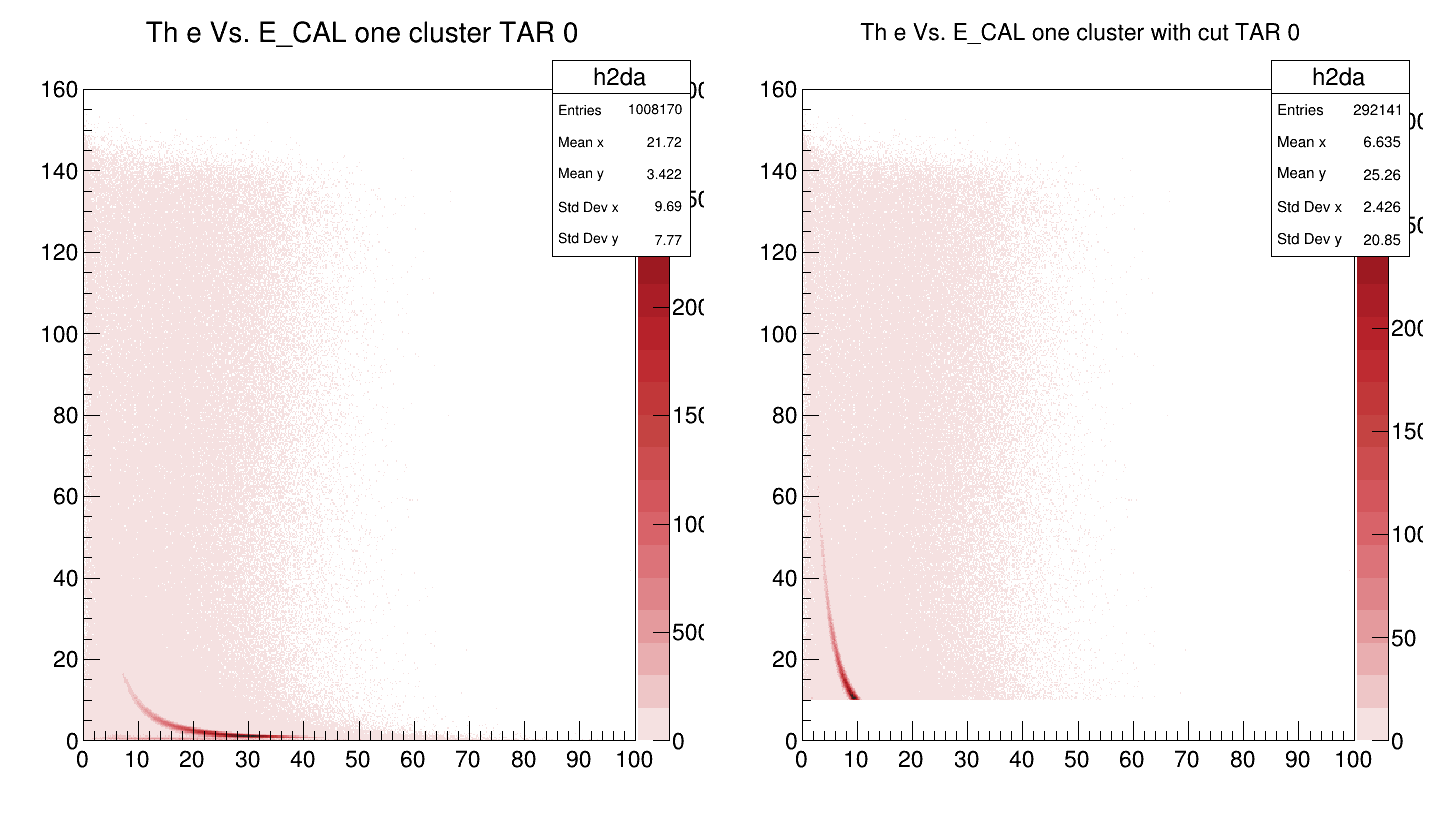 Th e Vs. E_CAL one cluster TAR 0
h2da
Entries 1008170
Mean x 21.72
Mean y 3.422
Std Dev x 9.69
Std Dev y 7.77
160
140
120
100
80
60
40
20
0
0 10 20 30 40 50 60 70 80 90 100
200
150
100
500
0
Th e Vs. E_CAL one cluster with cut TAR 0
h2da
Entries 292141
Mean x 6.635
Mean y 25.26
Std Dev x 2.426
Std Dev y 20.85
160
140
120
100
80
60
40
20
0
0 10 20 30 40 50 60 70 80 90 100
200
150
100
50
0